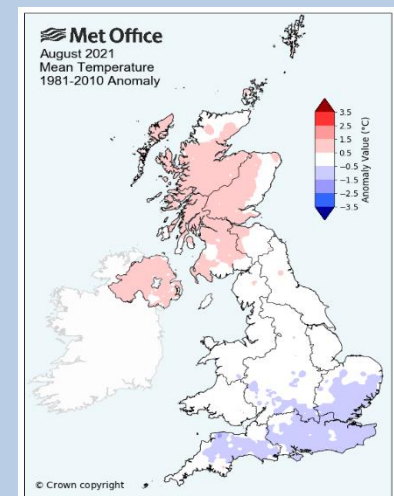 Met Office
August 2021
Mean Temperature
1981-2010 Anomaly
3.5
2.5
1.5
0.5
−0.5
−1.5
−2.5
−3.5
Anomaly Value (°C)
© Crown copyright